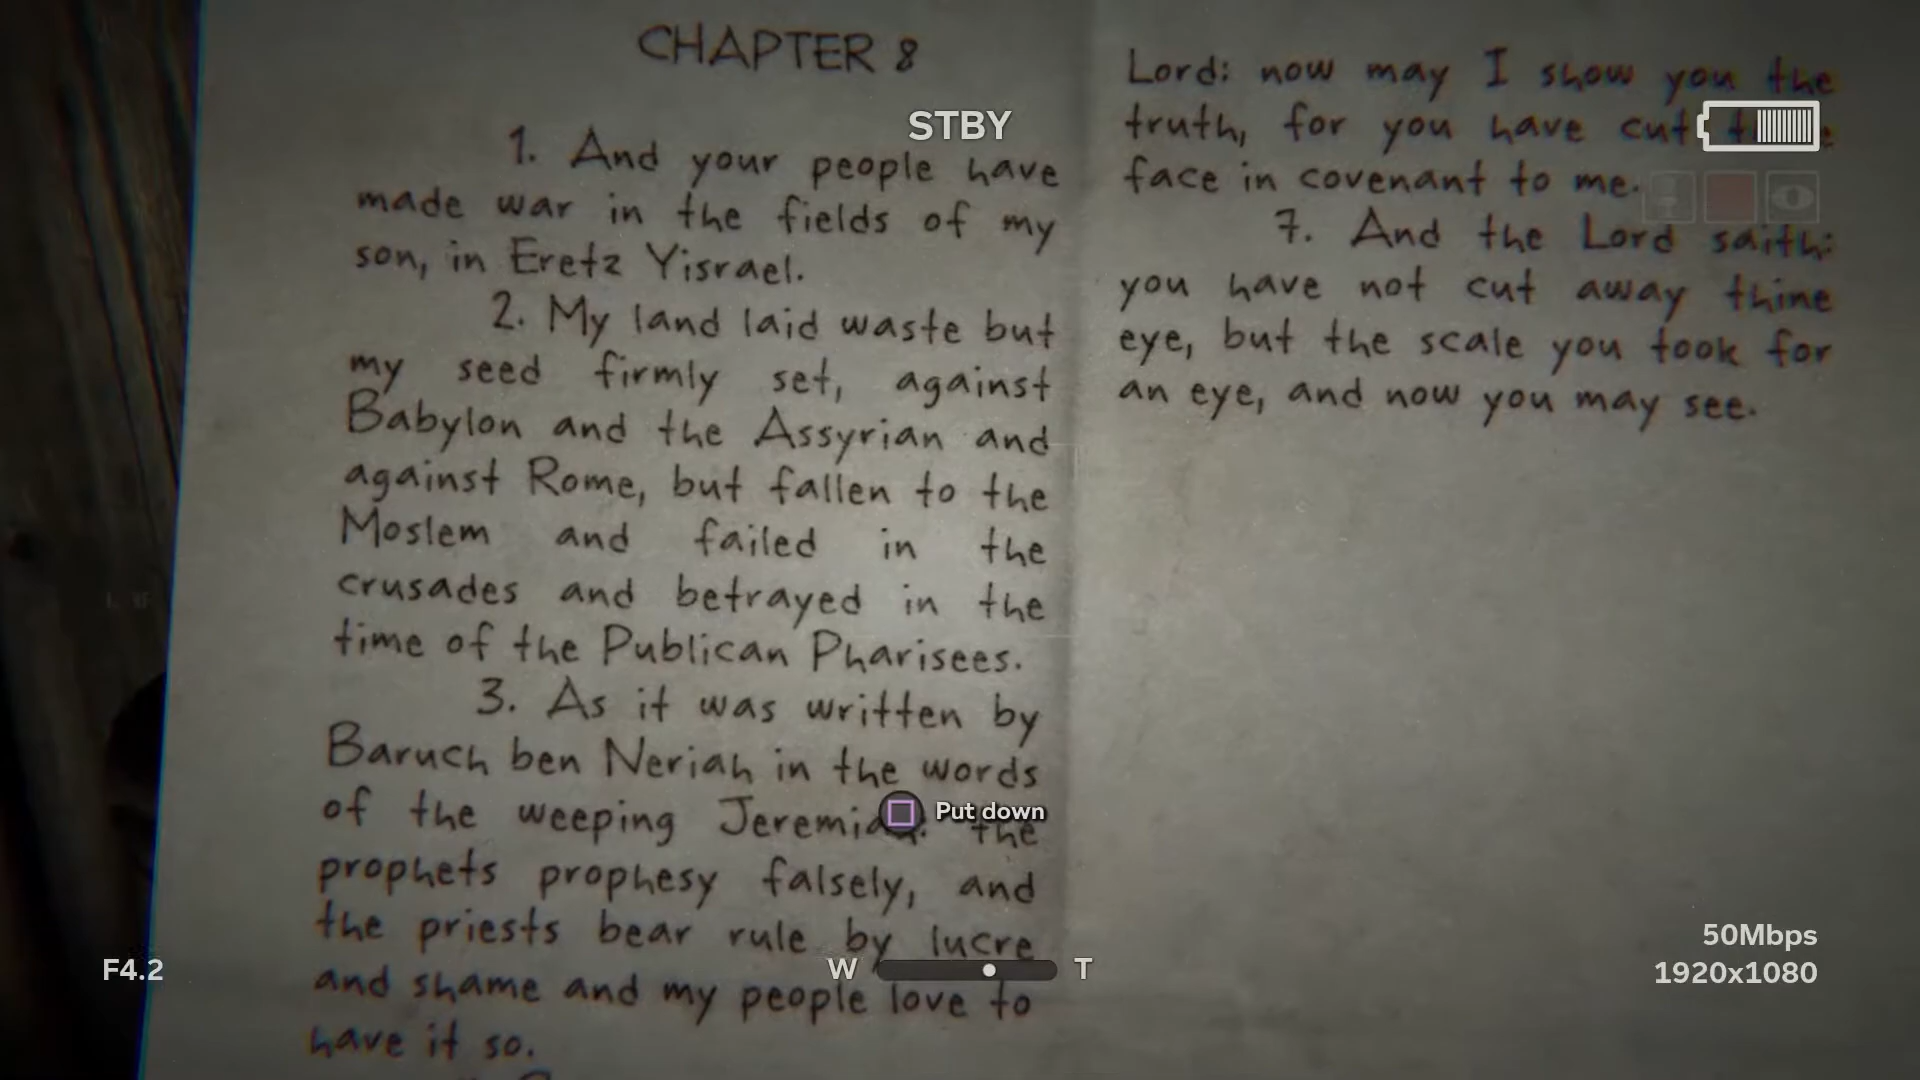 CHAPTER 8
1. And your people have
made war in the fields of my
son, in Eretz Yisrael.
2. My land laid waste but
my seed firmly set, against
Babylon and the Assyrian and
against Rome, but fallen to the
Moslem and failed in the
crusades and betrayed in the
time of the Publican Pharisees.
3. As it was written by
Baruch ben Neriah in the words
of the weeping the
prophets prophesy falsely, and
the priests bear rule by lucre
and shame and my people love to
have it so.
Lord: now may I show you the
truth, for you have cut
face in covenant to me.
7. And the Lord saith:
you have not cut away thine
eye, but the scale you took for
an eye, and now you may see.
STBY
Put down
F4.2
W T
50Mbps
1920x1080